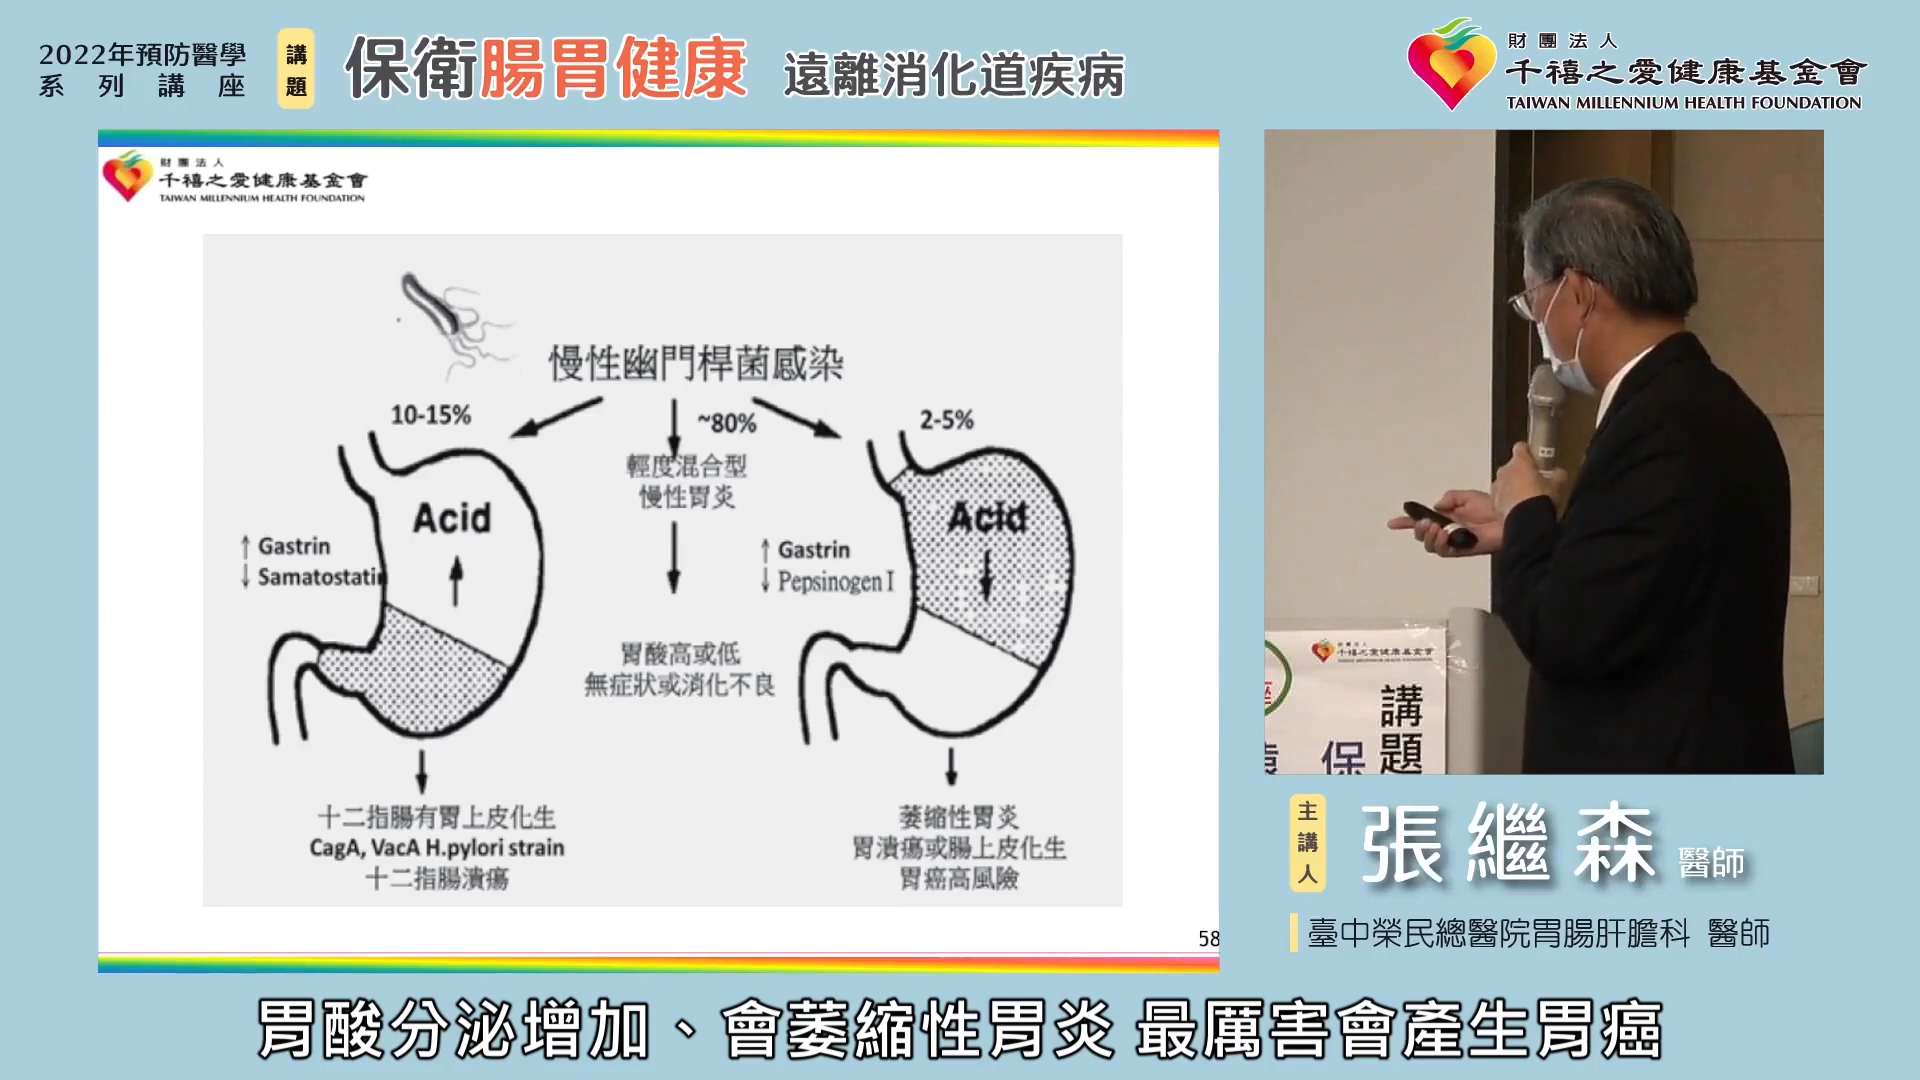 2022年預防醫學
系列講座
講題
保衛腸胃健康 遠離消化道疾病
財團法人
千禧之愛健康基金會
TAIWAN MILLENNIUM HEALTH FOUNDATION
財團法人
千禧之愛健康基金會
TAIWAN MILLENNIUM HEALTH FOUNDATION
慢性幽門桿菌感染
10-15%
~80%
2-5%
輕度混合型
慢性胃炎
Acid
Acid
↑ Gastrin
↓ Samatostatin
↑ Gastrin
↓ Pepsinogen I
胃酸高或低
無症狀或消化不良
十二指腸有胃上皮化生
CagA, VacA H.pylori strain
十二指腸潰瘍
萎縮性胃炎
胃潰瘍或腸上皮化生
胃癌高風險
58
千禧之愛健康基金會
講題
保
主講人
張繼森 醫師
臺中榮民總醫院胃腸肝膽科 醫師
胃酸分泌增加、會萎縮性胃炎 最厲害會產生胃癌